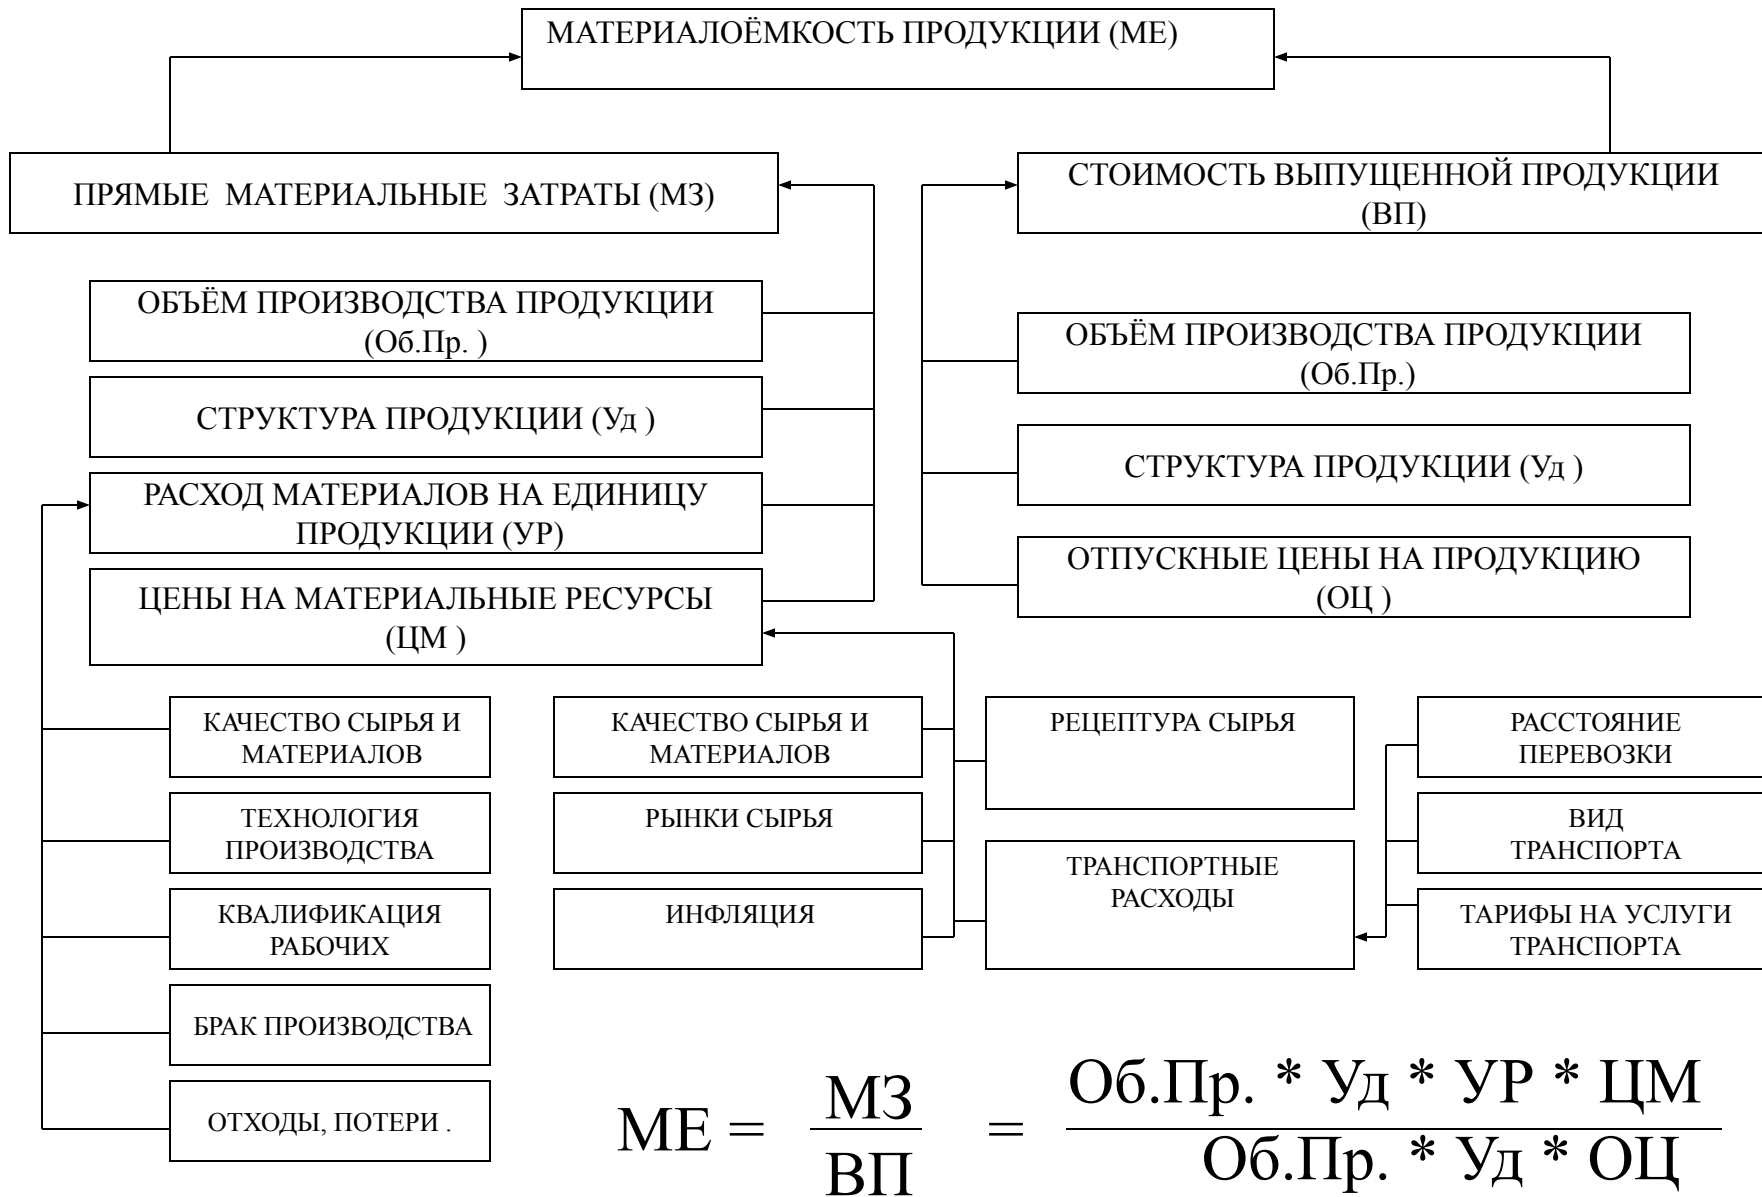 МАТЕРИАЛОЁМКОСТЬ ПРОДУКЦИИ (МЕ)
ПРЯМЫЕ МАТЕРИАЛЬНЫЕ ЗАТРАТЫ (МЗ)
СТОИМОСТЬ ВЫПУЩЕННОЙ ПРОДУКЦИИ
(ВП)
ОБЪЁМ ПРОИЗВОДСТВА ПРОДУКЦИИ
(Об.Пр. )
СТРУКТУРА ПРОДУКЦИИ (Уд )
РАСХОД МАТЕРИАЛОВ НА ЕДИНИЦУ
ПРОДУКЦИИ (УР)
ЦЕНЫ НА МАТЕРИАЛЬНЫЕ РЕСУРСЫ
(ЦМ )
ОБЪЁМ ПРОИЗВОДСТВА ПРОДУКЦИИ
(Об.Пр.)
СТРУКТУРА ПРОДУКЦИИ (Уд )
ОТПУСКНЫЕ ЦЕНЫ НА ПРОДУКЦИЮ
(ОЦ )
КАЧЕСТВО СЫРЬЯ И
МАТЕРИАЛОВ
ТЕХНОЛОГИЯ
ПРОИЗВОДСТВА
КВАЛИФИКАЦИЯ
РАБОЧИХ
БРАК ПРОИЗВОДСТВА
ОТХОДЫ, ПОТЕРИ .
КАЧЕСТВО СЫРЬЯ И
МАТЕРИАЛОВ
РЫНКИ СЫРЬЯ
ИНФЛЯЦИЯ
РЕЦЕПТУРА СЫРЬЯ
ТРАНСПОРТНЫЕ
РАСХОДЫ
РАССТОЯНИЕ
ПЕРЕВОЗКИ
ВИД
ТРАНСПОРТА
ТАРИФЫ НА УСЛУГИ
ТРАНСПОРТА
МЕ = МЗ = Об.Пр. * Уд * УР * ЦМ
ВП Об.Пр. * Уд * ОЦ